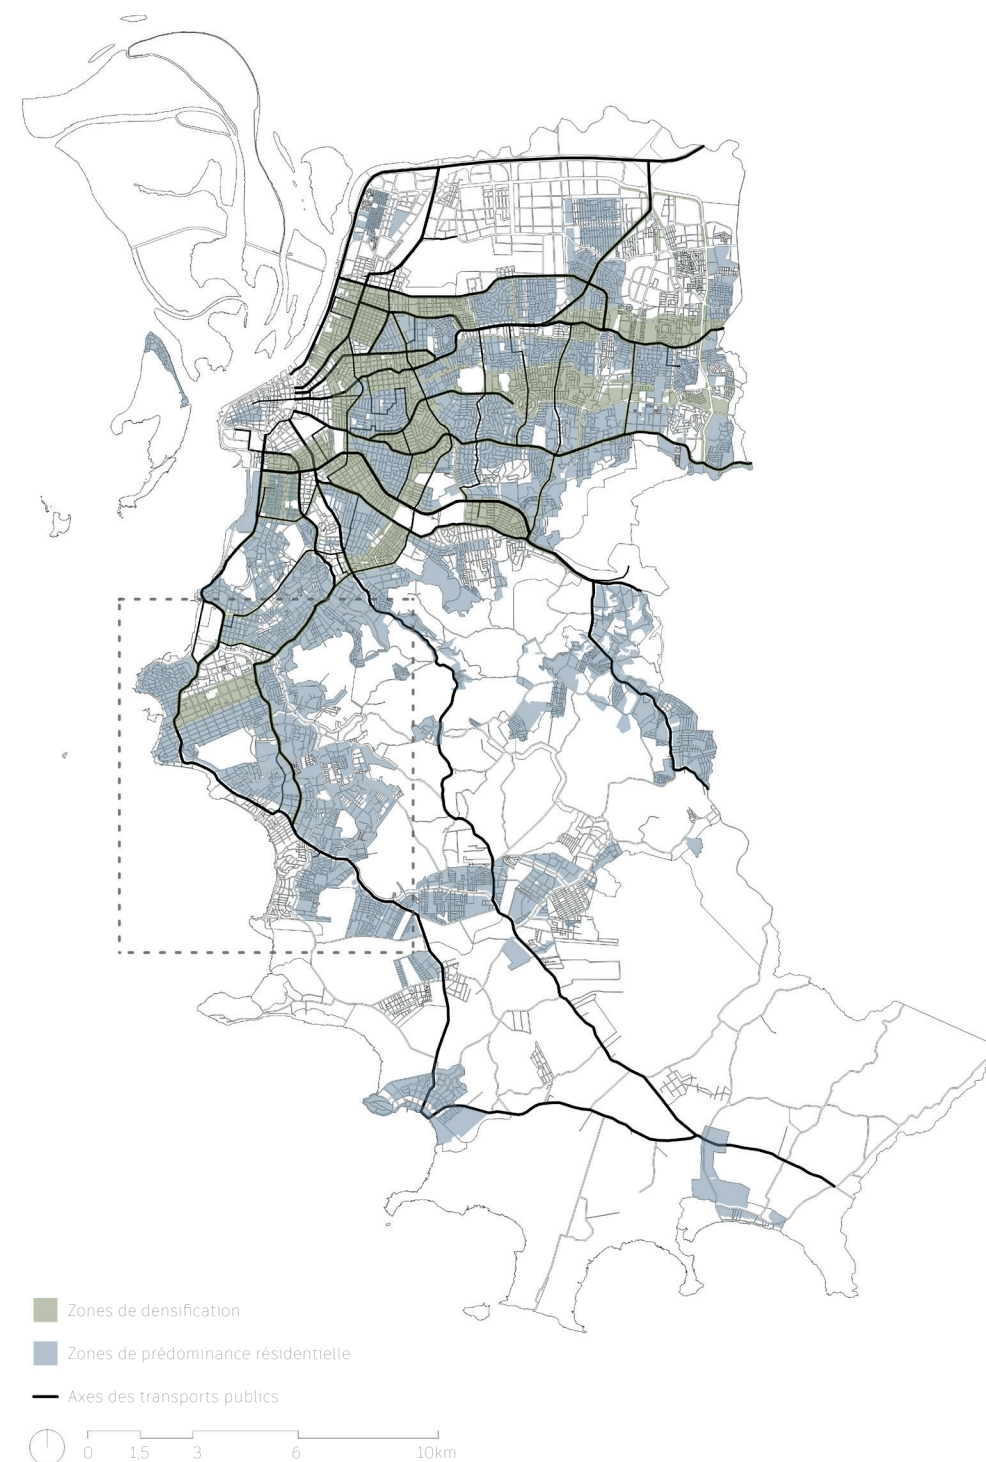 Zones de densification
Zones de prédominance résidentielle
Axes des transports publics
0 1,5 3 6 10km